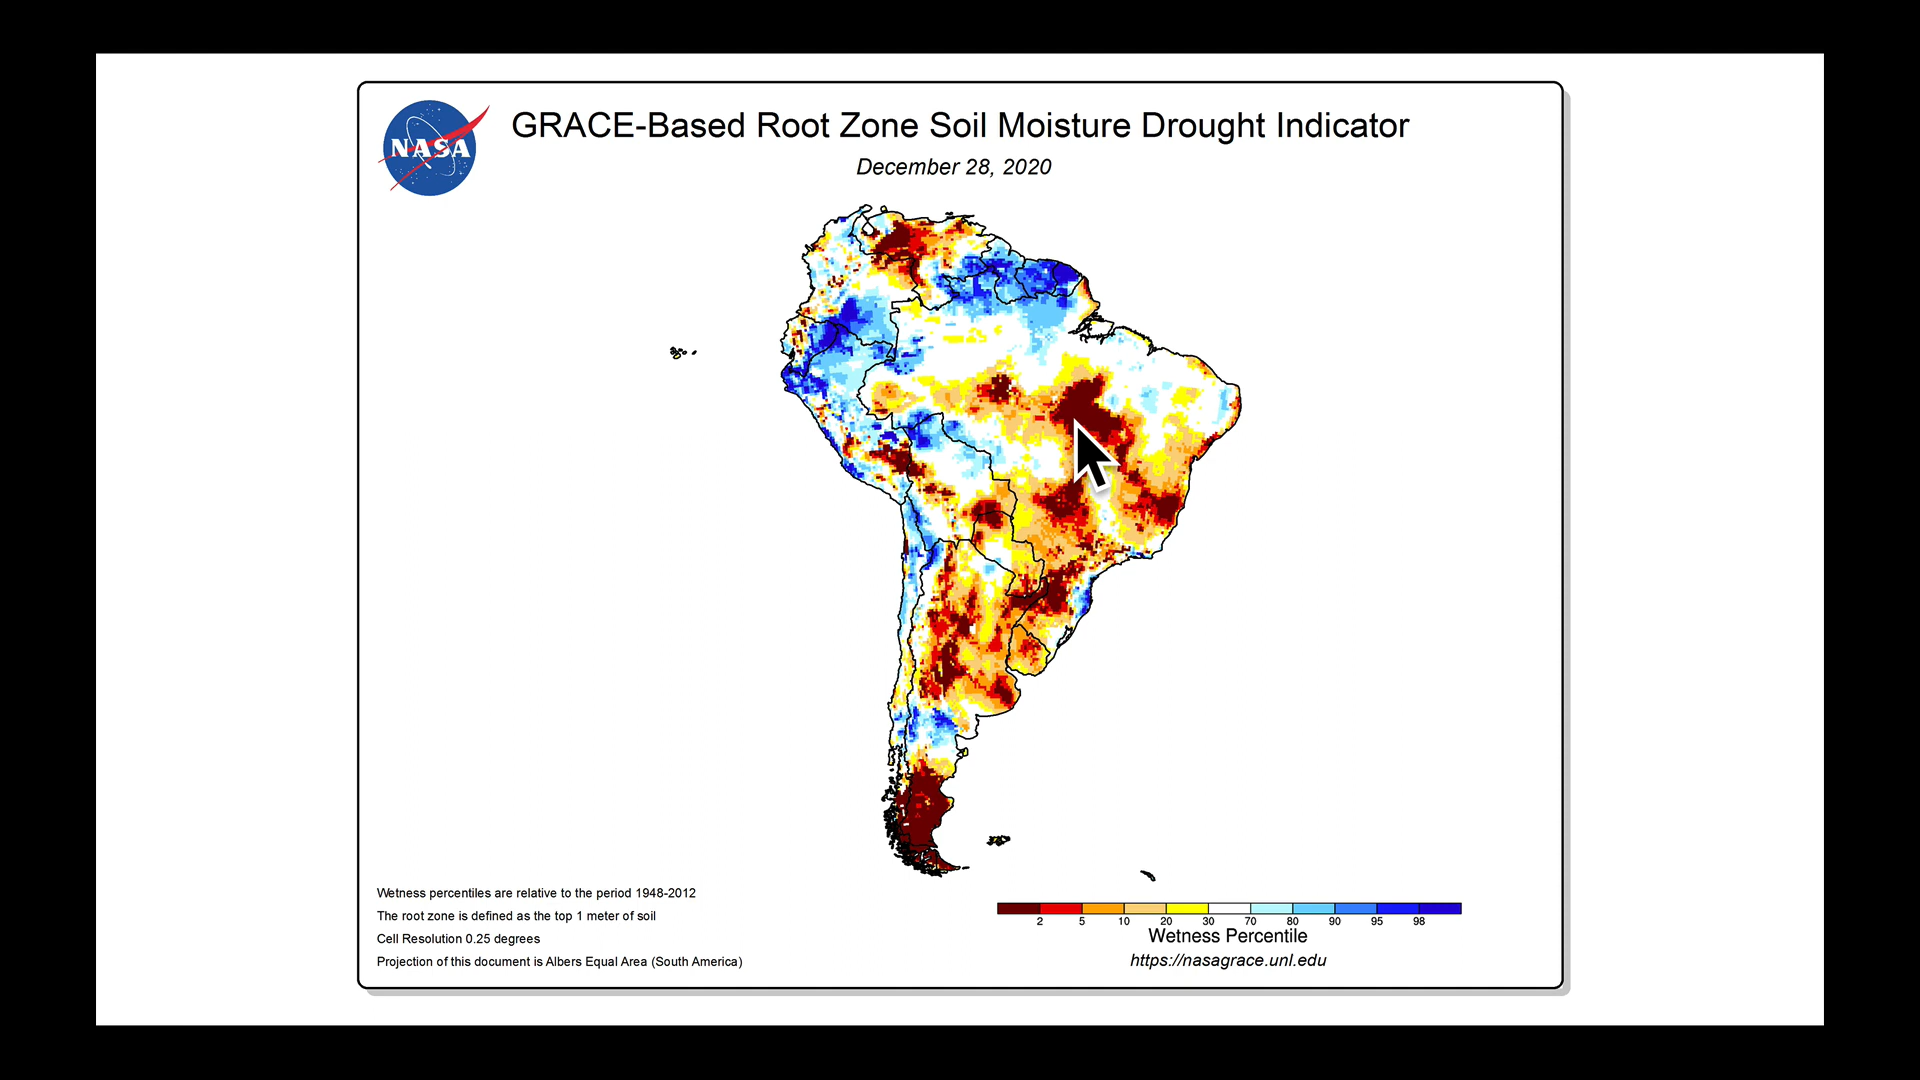 NASA
GRACE-Based Root Zone Soil Moisture Drought Indicator
December 28, 2020
Wetness percentiles are relative to the period 1948-2012
The root zone is defined as the top 1 meter of soil
Cell Resolution 0.25 degrees
Projection of this document is Albers Equal Area (South America)
2 5 10 20 30 70 80 90 95 98
Wetness Percentile
https://nasagrace.unl.edu